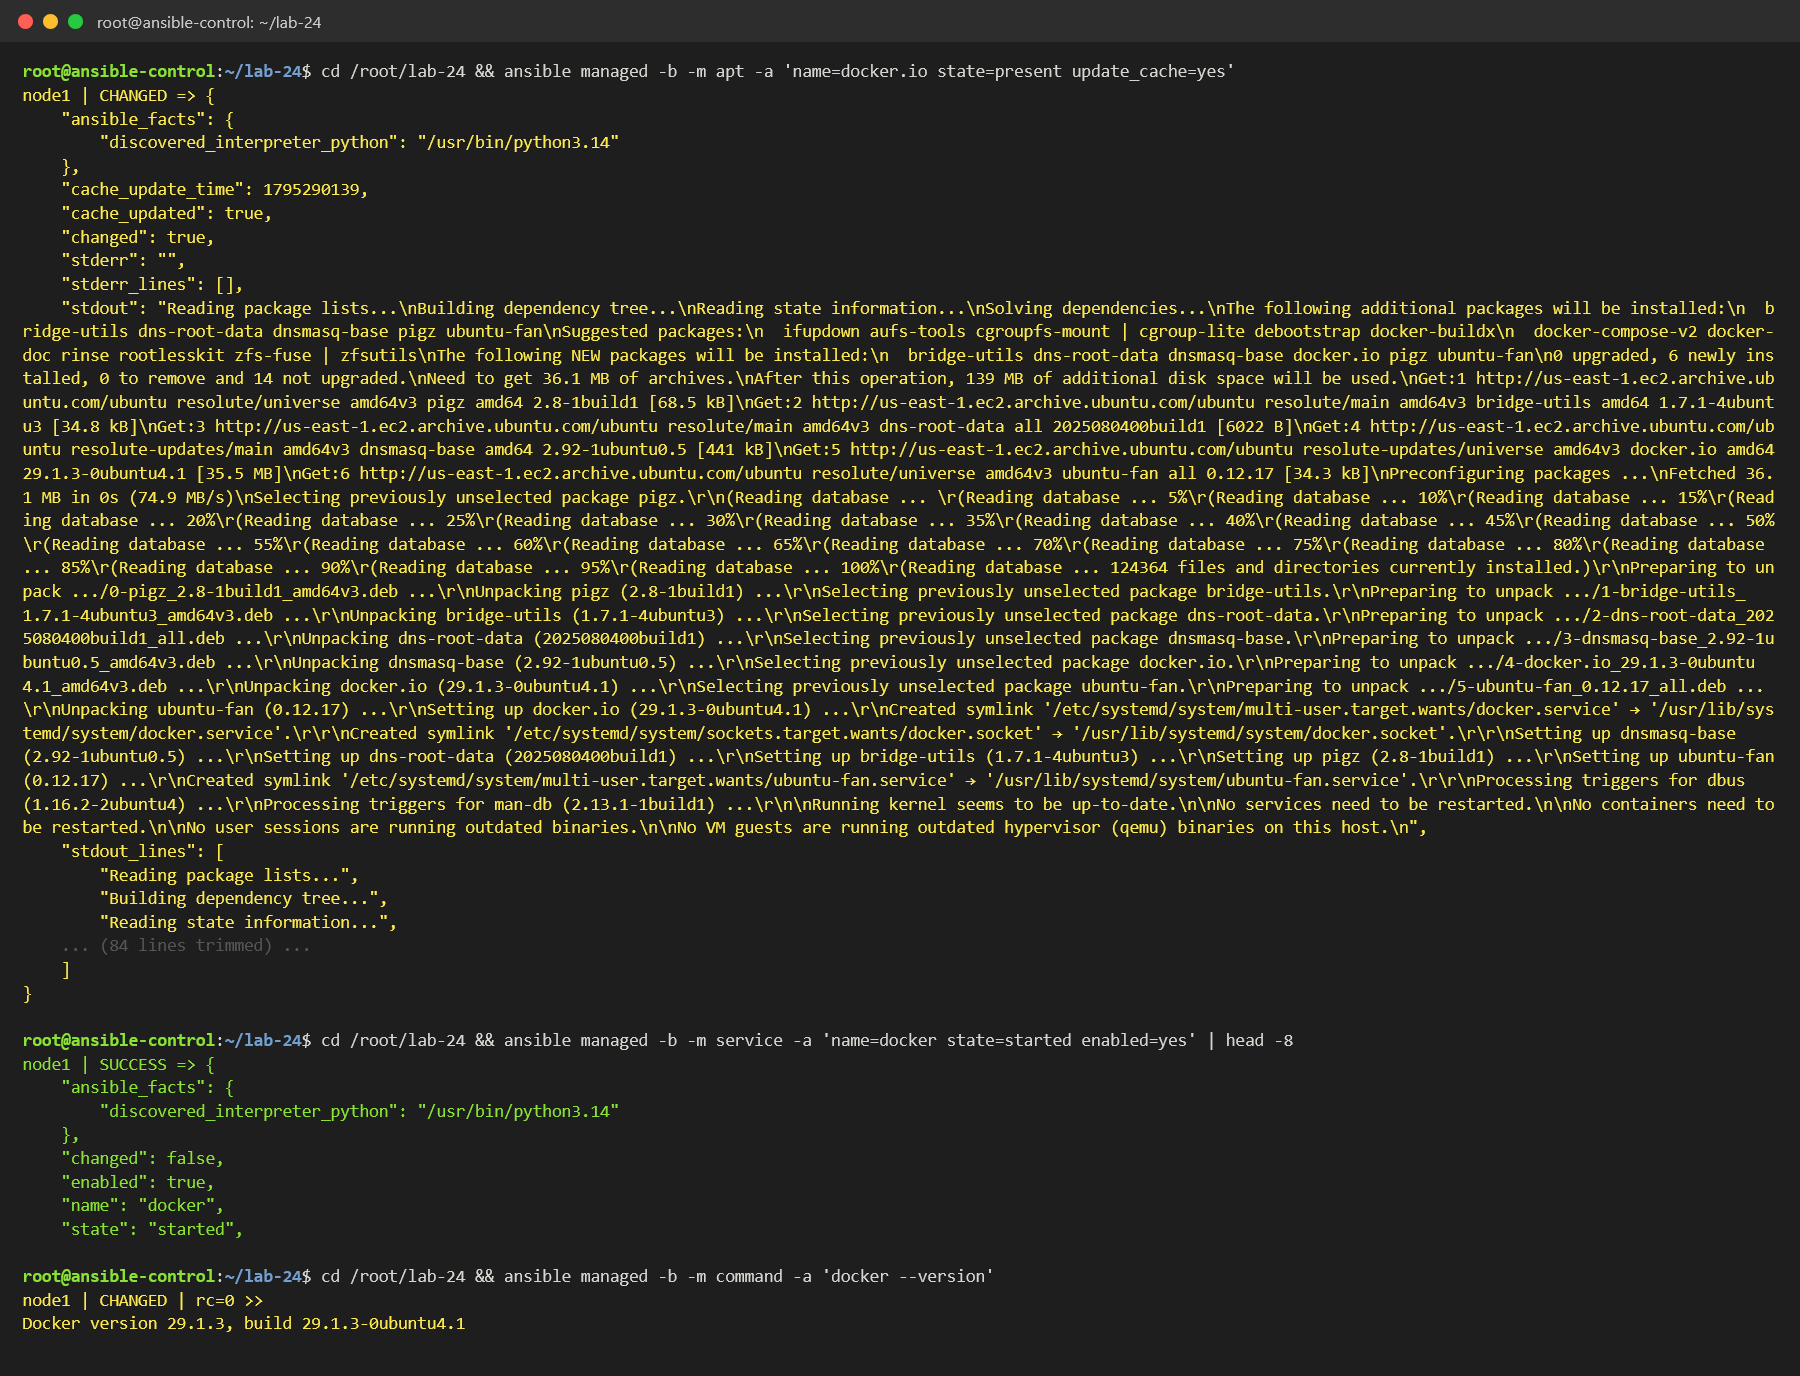 root@ansible-control: ~/lab-24
root@ansible-control:~/lab-24$ cd /root/lab-24 && ansible managed -b -m apt -a 'name=docker.io state=present update_cache=yes'
node1 | CHANGED => {
    "ansible_facts": {
        "discovered_interpreter_python": "/usr/bin/python3.14"
    },
    "cache_update_time": 1795290139,
    "cache_updated": true,
    "changed": true,
    "stderr": "",
    "stderr_lines": [],
    "stdout": "Reading package lists...\nBuilding dependency tree...\nReading state information...\nSolving dependencies...\nThe following additional packages will be installed:\n  b
ridge-utils dns-root-data dnsmasq-base pigz ubuntu-fan\nSuggested packages:\n  ifupdown aufs-tools cgroupfs-mount | cgroup-lite debootstrap docker-buildx\n  docker-compose-v2 docker-
doc rinse rootlesskit zfs-fuse | zfsutils\nThe following NEW packages will be installed:\n  bridge-utils dns-root-data dnsmasq-base docker.io pigz ubuntu-fan\n0 upgraded, 6 newly ins
talled, 0 to remove and 14 not upgraded.\nNeed to get 36.1 MB of archives.\nAfter this operation, 139 MB of additional disk space will be used.\nGet:1 http://us-east-1.ec2.archive.ub
untu.com/ubuntu resolute/universe amd64v3 pigz amd64 2.8-1build1 [68.5 kB]\nGet:2 http://us-east-1.ec2.archive.ubuntu.com/ubuntu resolute/main amd64v3 bridge-utils amd64 1.7.1-4ubunt
u3 [34.8 kB]\nGet:3 http://us-east-1.ec2.archive.ubuntu.com/ubuntu resolute/main amd64v3 dns-root-data all 2025080400build1 [6022 B]\nGet:4 http://us-east-1.ec2.archive.ubuntu.com/ub
untu resolute-updates/main amd64v3 dnsmasq-base amd64 2.92-1ubuntu0.5 [441 kB]\nGet:5 http://us-east-1.ec2.archive.ubuntu.com/ubuntu resolute-updates/universe amd64v3 docker.io amd64
29.1.3-0ubuntu4.1 [35.5 MB]\nGet:6 http://us-east-1.ec2.archive.ubuntu.com/ubuntu resolute/universe amd64v3 ubuntu-fan all 0.12.17 [34.3 kB]\nPreconfiguring packages ...\nFetched 36.
1 MB in 0s (74.9 MB/s)\nSelecting previously unselected package pigz.\r\n(Reading database ... \r(Reading database ... 5%\r(Reading database ... 10%\r(Reading database ... 15%\r(Read
ing database ... 20%\r(Reading database ... 25%\r(Reading database ... 30%\r(Reading database ... 35%\r(Reading database ... 40%\r(Reading database ... 45%\r(Reading database ... 50%
\r(Reading database ... 55%\r(Reading database ... 60%\r(Reading database ... 65%\r(Reading database ... 70%\r(Reading database ... 75%\r(Reading database ... 80%\r(Reading database
... 85%\r(Reading database ... 90%\r(Reading database ... 95%\r(Reading database ... 100%\r(Reading database ... 124364 files and directories currently installed.)\r\nPreparing to un
pack .../0-pigz_2.8-1build1_amd64v3.deb ...\r\nUnpacking pigz (2.8-1build1) ...\r\nSelecting previously unselected package bridge-utils.\r\nPreparing to unpack .../1-bridge-utils_
1.7.1-4ubuntu3_amd64v3.deb ...\r\nUnpacking bridge-utils (1.7.1-4ubuntu3) ...\r\nSelecting previously unselected package dns-root-data.\r\nPreparing to unpack .../2-dns-root-data_202
5080400build1_all.deb ...\r\nUnpacking dns-root-data (2025080400build1) ...\r\nSelecting previously unselected package dnsmasq-base.\r\nPreparing to unpack .../3-dnsmasq-base_2.92-1u
buntu0.5_amd64v3.deb ...\r\nUnpacking dnsmasq-base (2.92-1ubuntu0.5) ...\r\nSelecting previously unselected package docker.io.\r\nPreparing to unpack .../4-docker.io_29.1.3-0ubuntu
4.1_amd64v3.deb ...\r\nUnpacking docker.io (29.1.3-0ubuntu4.1) ...\r\nSelecting previously unselected package ubuntu-fan.\r\nPreparing to unpack .../5-ubuntu-fan_0.12.17_all.deb ...
\r\nUnpacking ubuntu-fan (0.12.17) ...\r\nSetting up docker.io (29.1.3-0ubuntu4.1) ...\r\nCreated symlink '/etc/systemd/system/multi-user.target.wants/docker.service' → '/usr/lib/sys
temd/system/docker.service'.\r\r\nCreated symlink '/etc/systemd/system/sockets.target.wants/docker.socket' → '/usr/lib/systemd/system/docker.socket'.\r\r\nSetting up dnsmasq-base
(2.92-1ubuntu0.5) ...\r\nSetting up dns-root-data (2025080400build1) ...\r\nSetting up bridge-utils (1.7.1-4ubuntu3) ...\r\nSetting up pigz (2.8-1build1) ...\r\nSetting up ubuntu-fan
(0.12.17) ...\r\nCreated symlink '/etc/systemd/system/multi-user.target.wants/ubuntu-fan.service' → '/usr/lib/systemd/system/ubuntu-fan.service'.\r\r\nProcessing triggers for dbus
(1.16.2-2ubuntu4) ...\r\nProcessing triggers for man-db (2.13.1-1build1) ...\r\n\nRunning kernel seems to be up-to-date.\n\nNo services need to be restarted.\n\nNo containers need to
be restarted.\n\nNo user sessions are running outdated binaries.\n\nNo VM guests are running outdated hypervisor (qemu) binaries on this host.\n",
    "stdout_lines": [
        "Reading package lists...",
        "Building dependency tree...",
        "Reading state information...",
    ... (84 lines trimmed) ...
    ]
}
root@ansible-control:~/lab-24$ cd /root/lab-24 && ansible managed -b -m service -a 'name=docker state=started enabled=yes' | head -8
node1 | SUCCESS => {
    "ansible_facts": {
        "discovered_interpreter_python": "/usr/bin/python3.14"
    },
    "changed": false,
    "enabled": true,
    "name": "docker",
    "state": "started",
root@ansible-control:~/lab-24$ cd /root/lab-24 && ansible managed -b -m command -a 'docker --version'
node1 | CHANGED | rc=0 >>
Docker version 29.1.3, build 29.1.3-0ubuntu4.1